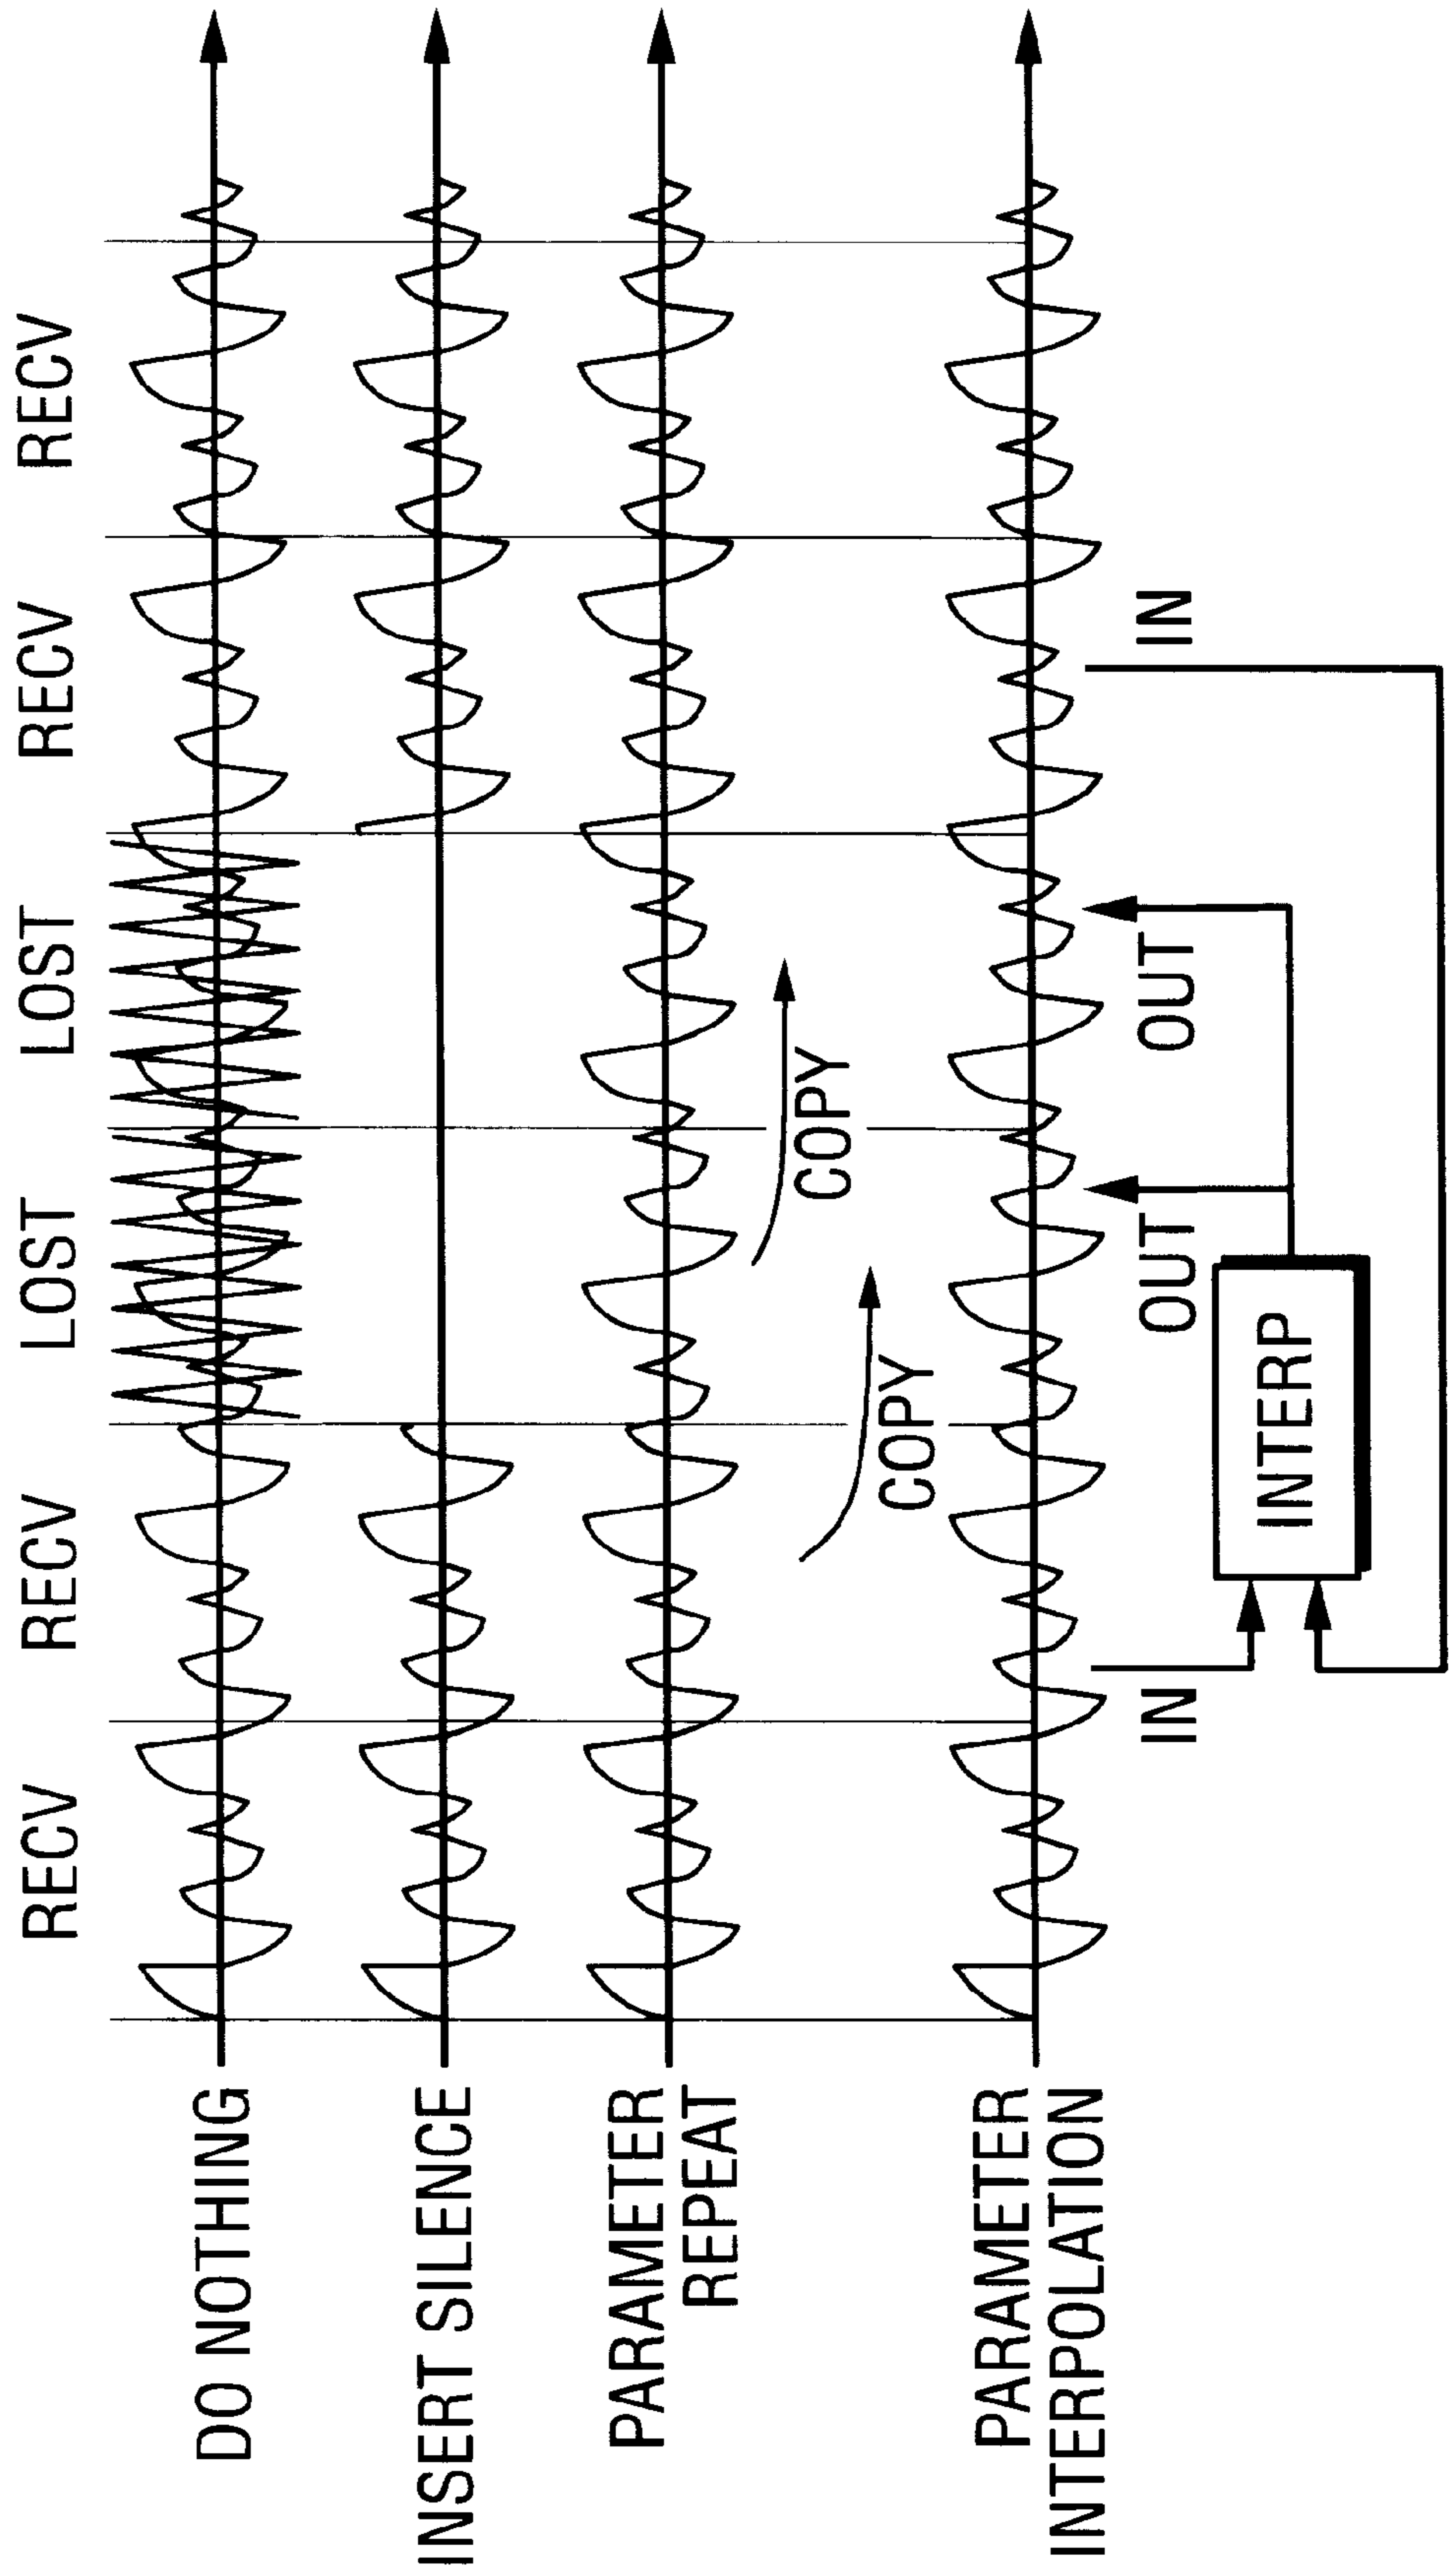 RECV RECV LOST LOST RECV RECV
DO NOTHING
INSERT SILENCE
PARAMETER
REPEAT
COPY
COPY
PARAMETER
INTERPOLATION
IN
OUT
OUT
IN
INTERP